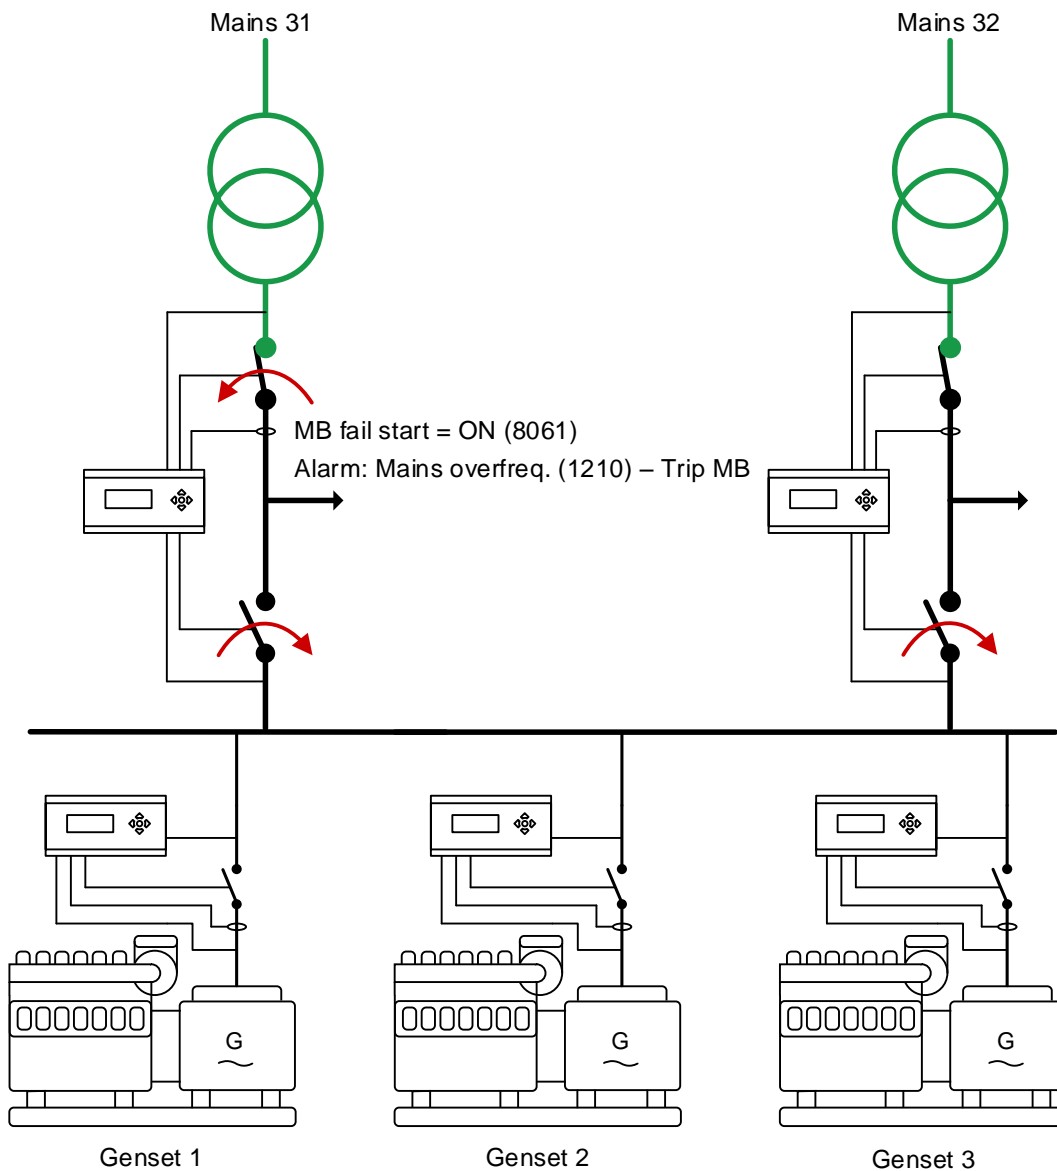 Mains 31
Mains 32
MB fail start = ON (8061)
Alarm: Mains overfreq. (1210) – Trip MB
G
G
G
Genset 1
Genset 2
Genset 3